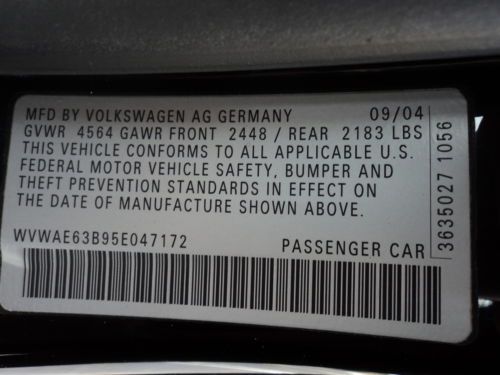 MFD BY VOLKSWAGEN AG GERMANY 09/04
GVWR 4564 GAWR FRONT 2448 / REAR 2183 LBS
THIS VEHICLE CONFORMS TO ALL APPLICABLE U.S.
FEDERAL MOTOR VEHICLE SAFETY, BUMPER AND
THEFT PREVENTION STANDARDS IN EFFECT ON
THE DATE OF MANUFACTURE SHOWN ABOVE.
WVWAE63B95E047172 PASSENGER CAR
3635027 1056